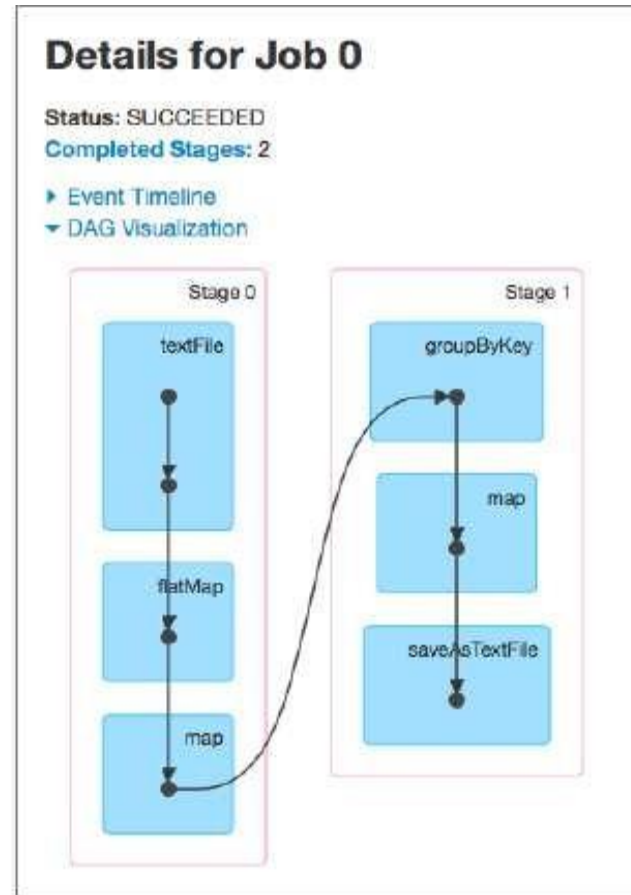 Details for Job 0
Status: SUCCEEDED
Completed Stages: 2
Event Timeline
DAG Visualization
Stage 0
textFile
flatMap
map
Stage 1
groupByKey
map
saveAsTextFile